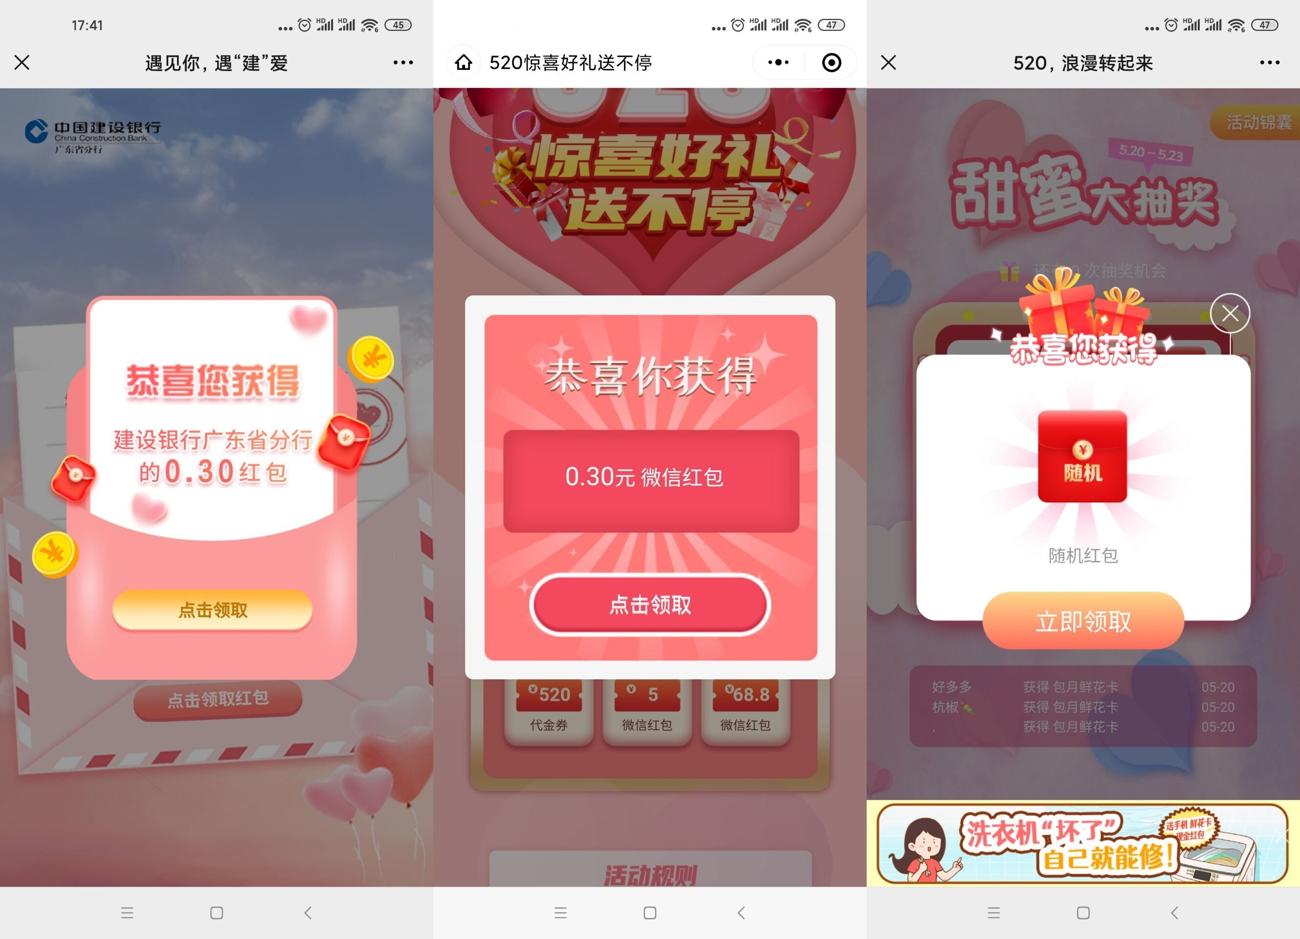 17:41
HD
HD
6
45
遇见你，遇“建”爱
中国建设银行
China Construction Bank
广东省分行
恭喜您获得
建设银行广东省分行
的0.30红包
点击领取
点击领取红包
HD
HD
6
47
520惊喜好礼送不停
520
惊喜好礼
送不停
恭喜你获得
0.30元 微信红包
点击领取
¥520
¥5
¥68.8
代金券
微信红包
微信红包
活动规则
HD
HD
6
47
520，浪漫转起来
活动锦囊
5.20-5.23
甜蜜大抽奖
次抽奖机会
恭喜您获得
¥
随机
随机红包
立即领取
好多多 获得 包月鲜花卡 05-20
杭椒 获得 包月鲜花卡 05-20
. 获得 包月鲜花卡 05-20
洗衣机“坏了”
自己就能修！
送手机 鲜花卡
现金红包